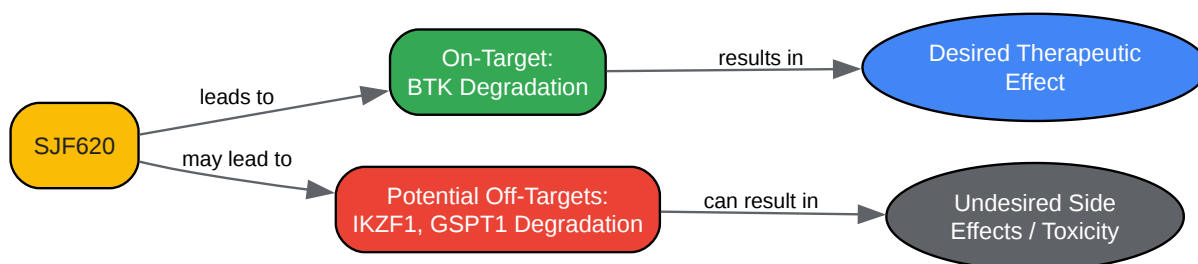 SJF620
leads to
On-Target:
BTK Degradation
results in
Desired Therapeutic
Effect
may lead to
Potential Off-Targets:
IKZF1, GSPT1 Degradation
can result in
Undesired Side
Effects / Toxicity